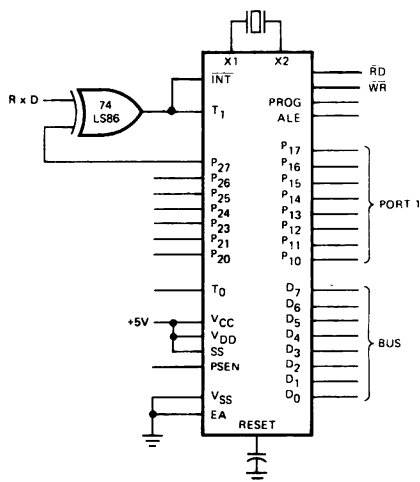 X1 X2
R x D
74
LS86
INT
T1
P27
P26
P25
P24
P23
P21
P20
T0
+5V
VCC
VDD
SS
PSEN
VSS
EA
RESET
RD
WR
PROG
ALE
P17
P16
P15
P14
P13
P12
P11
P10
PORT 1
D7
D6
D5
D4
D3
D2
D1
D0
BUS